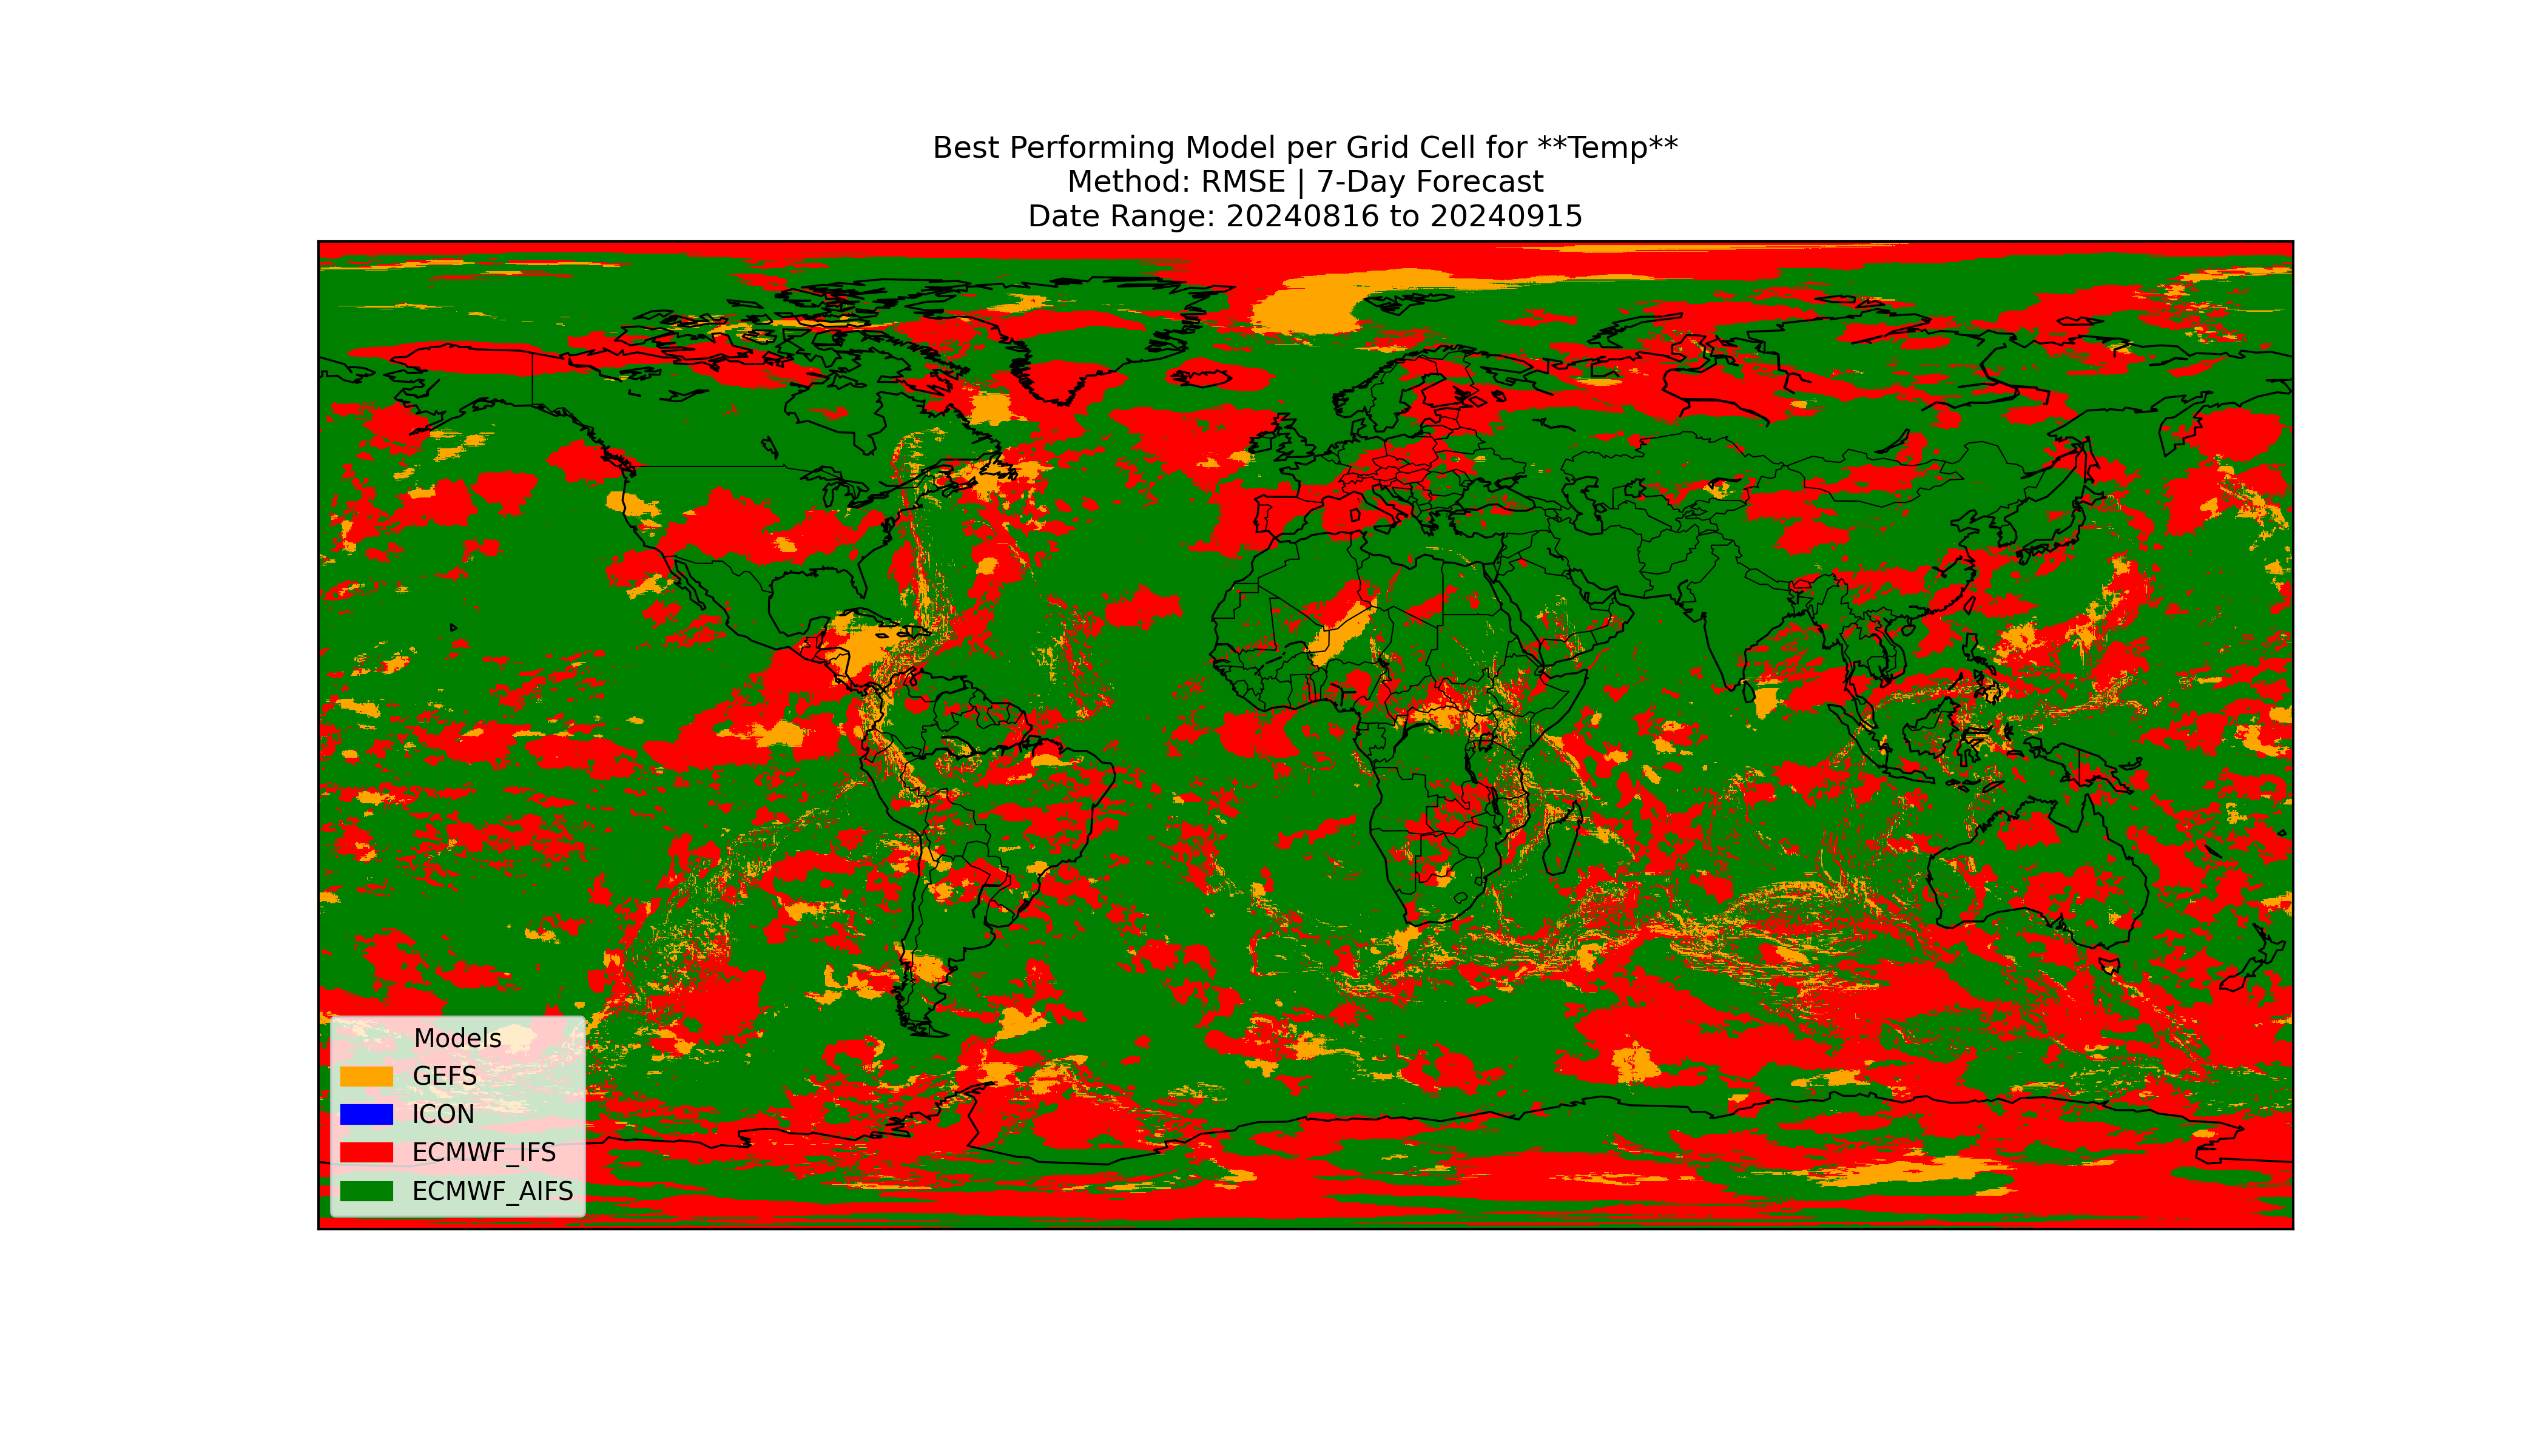 Best Performing Model per Grid Cell for **Temp**
Method: RMSE | 7-Day Forecast
Date Range: 20240816 to 20240915
Models
GEFS
ICON
ECMWF_IFS
ECMWF_AIFS